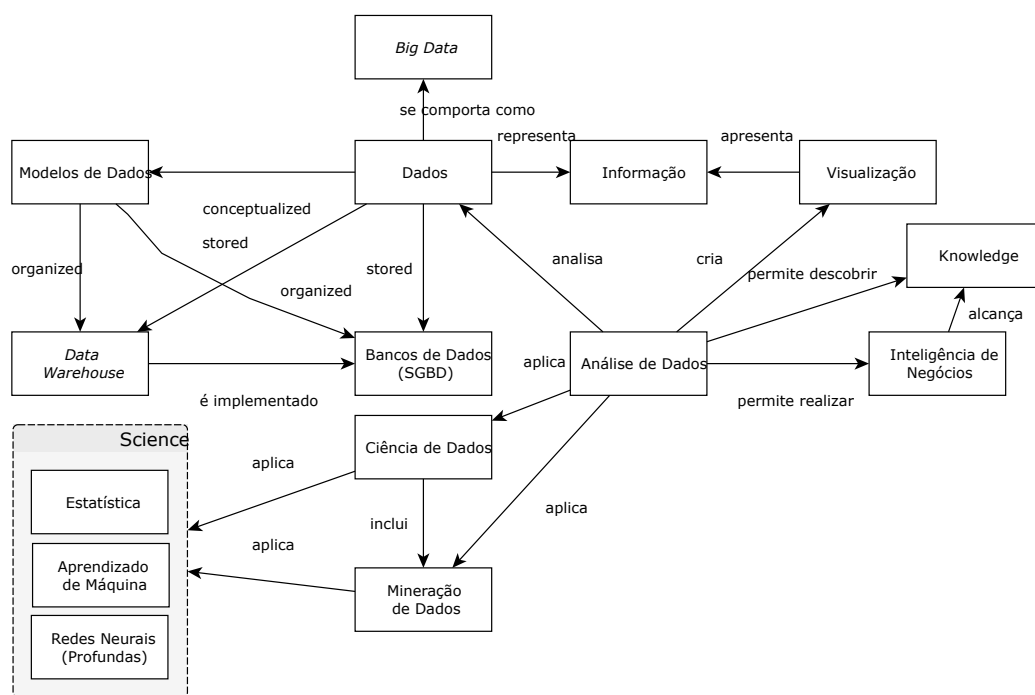 Big Data
se comporta como
representa
apresenta
Modelos de Dados
Dados
Informação
Visualização
conceptualized
stored
organized
organized
stored
analisa
cria
permite descobrir
Knowledge
alcança
Data
Warehouse
Bancos de Dados
(SGBD)
aplica
Análise de Dados
Inteligência de
Negócios
é implementado
permite realizar
Science
Ciência de Dados
aplica
Estatística
inclui
aplica
aplica
Aprendizado
de Máquina
Mineração
de Dados
Redes Neurais
(Profundas)